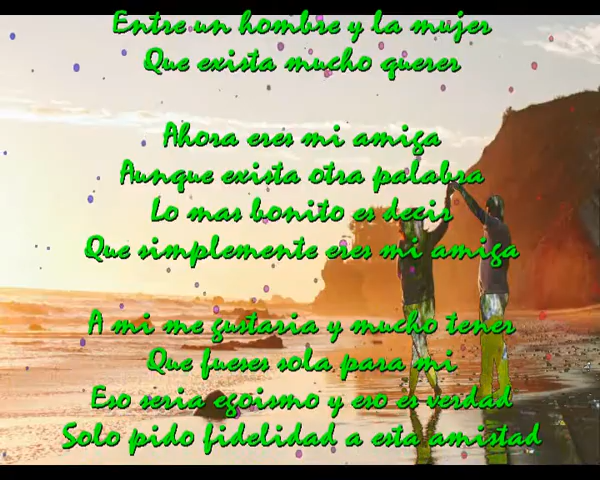 Entre un hombre y la mujer
Que exista mucho querer
Ahora eres mi amiga
Aunque exista otra palabra
Lo mas bonito es decir
Que simplemente eres mi amiga
A mi me gustaria y mucho tener
Que fueses sola para mi
Eso seria egoismo y eso es verdad
Solo pido fidelidad a esta amistad